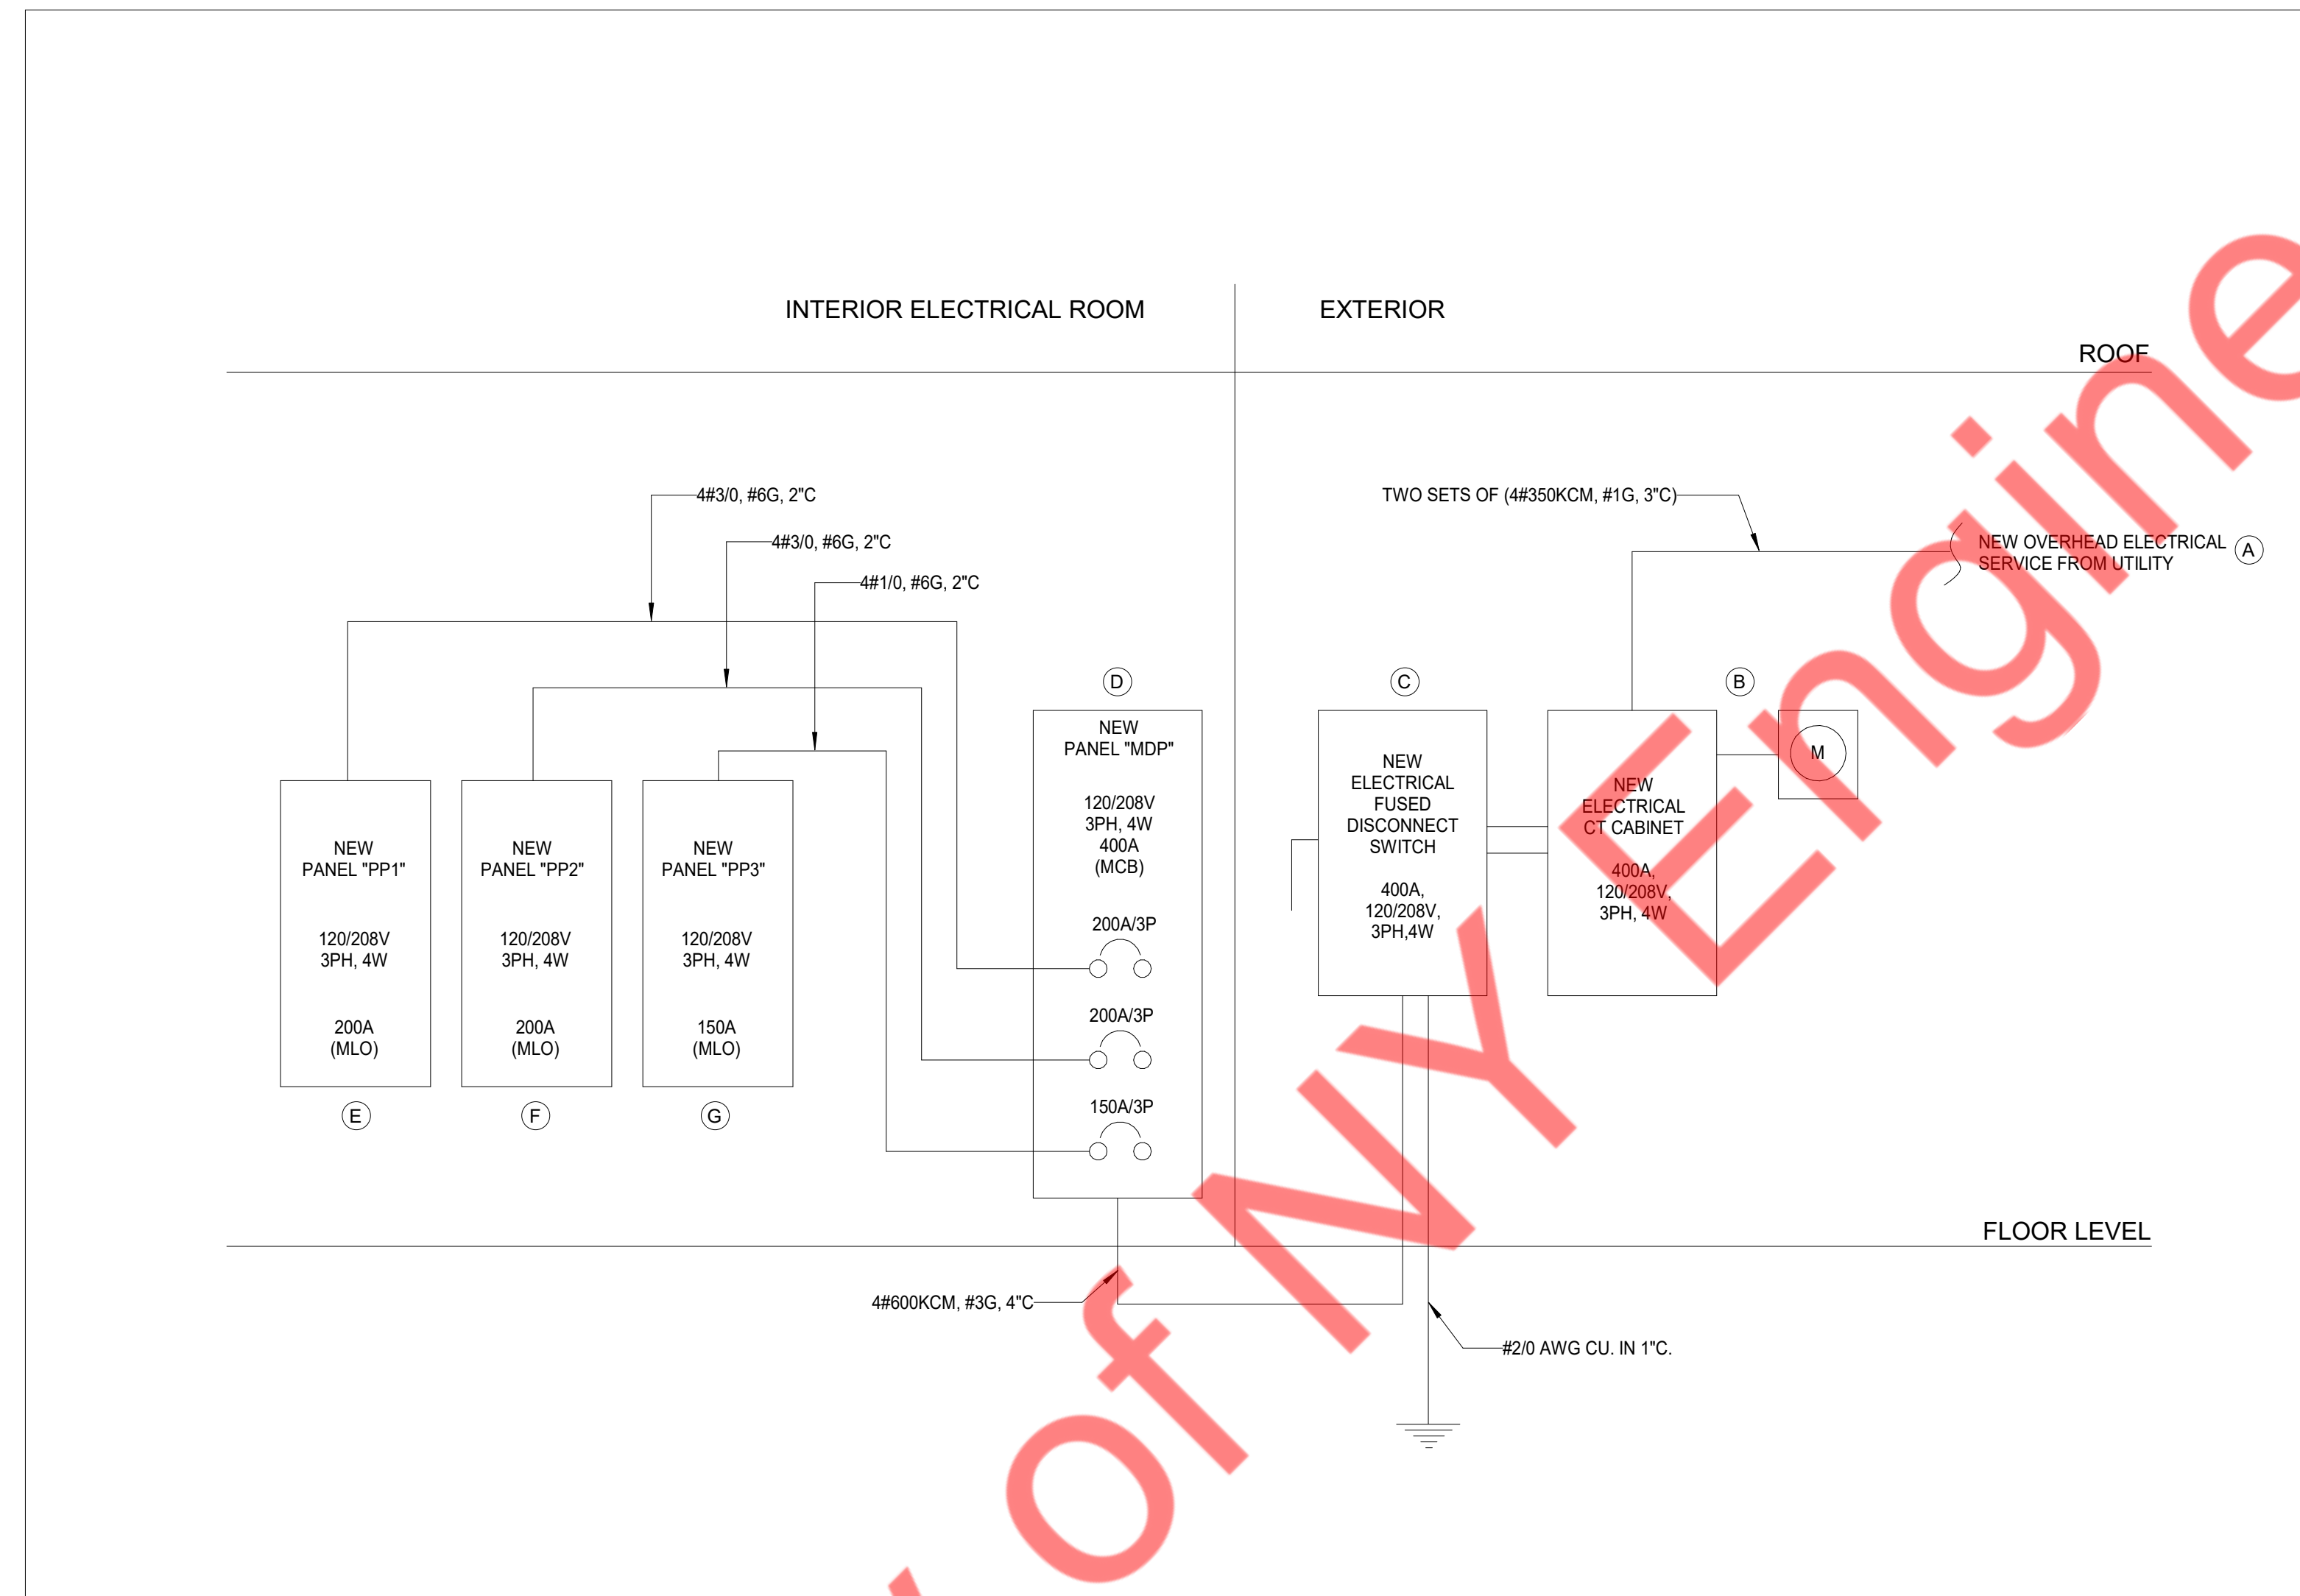 INTERIOR ELECTRICAL ROOM
EXTERIOR
ROOF
4#3/0, #6G, 2"C
4#3/0, #6G, 2"C
4#1/0, #6G, 2"C
TWO SETS OF (4#350KCM, #1G, 3"C)
NEW OVERHEAD ELECTRICAL
SERVICE FROM UTILITY
A
D
C
B
NEW
PANEL "MDP"
120/208V
3PH, 4W
400A
(MCB)
200A/3P
200A/3P
150A/3P
NEW
ELECTRICAL
FUSED
DISCONNECT
SWITCH
400A,
120/208V,
3PH,4W
NEW
ELECTRICAL
CT CABINET
400A,
120/208V,
3PH, 4W
M
NEW
PANEL "PP1"
120/208V
3PH, 4W
200A
(MLO)
E
NEW
PANEL "PP2"
120/208V
3PH, 4W
200A
(MLO)
F
NEW
PANEL "PP3"
120/208V
3PH, 4W
150A
(MLO)
G
FLOOR LEVEL
4#600KCM, #3G, 4"C
#2/0 AWG CU. IN 1"C.
of NY Engine